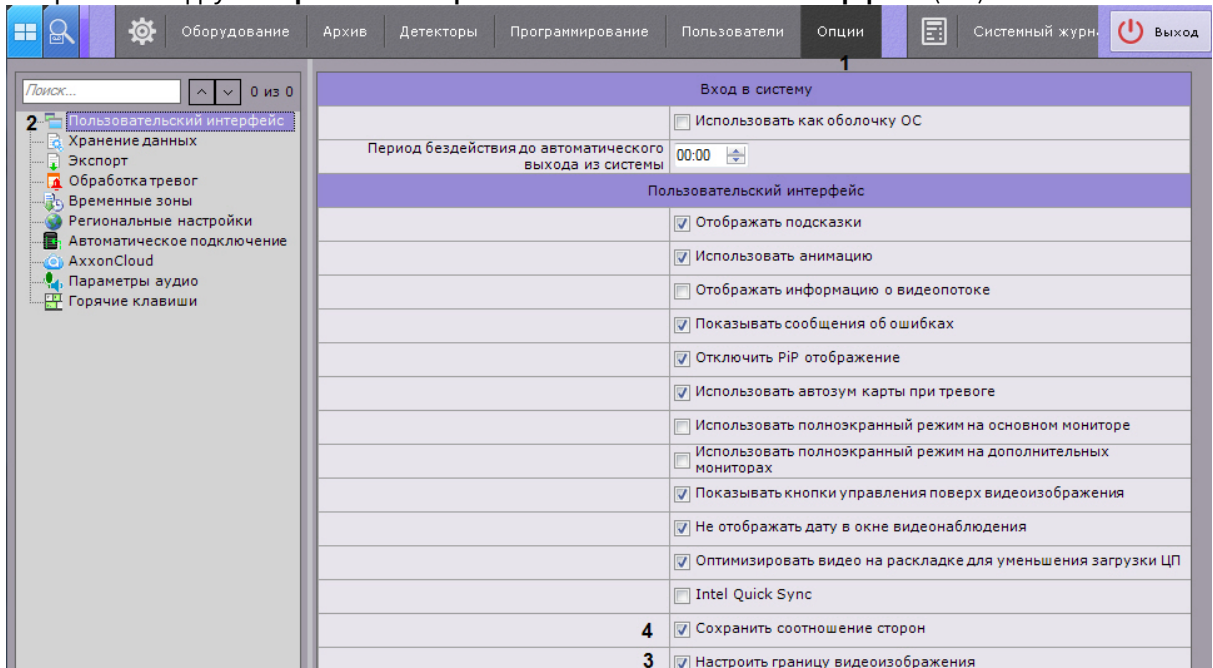 Оборудование Архив Детекторы Программирование Пользователи Опции Системный журн Выход
1
Поиск... 0 из 0
2 Пользовательский интерфейс
Хранение данных
Экспорт
Обработка тревог
Временные зоны
Региональные настройки
Автоматическое подключение
AxxonCloud
Параметры аудио
Горячие клавиши
Вход в систему
Использовать как оболочку ОС
Период бездействия до автоматического
выхода из системы 00:00
Пользовательский интерфейс
Отображать подсказки
Использовать анимацию
Отображать информацию о видеопотоке
Показывать сообщения об ошибках
Отключить PiP отображение
Использовать автозум карты при тревоге
Использовать полноэкранный режим на основном мониторе
Использовать полноэкранный режим на дополнительных
мониторах
Показывать кнопки управления поверх видеоизображения
Не отображать дату в окне видеонаблюдения
Оптимизировать видео на раскладке для уменьшения загрузки ЦП
Intel Quick Sync
4 Сохранить соотношение сторон
3 Настроить границу видеоизображения